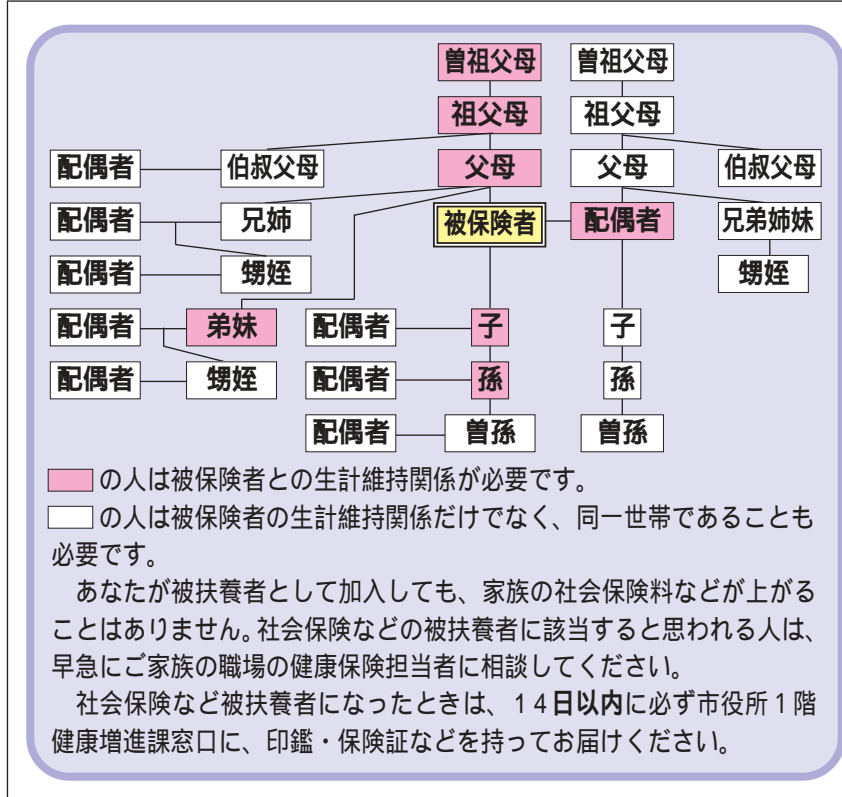 曽祖父母 曽祖父母
祖父母 祖父母
配偶者 伯叔父母 父母 父母 伯叔父母
配偶者 兄姉 被保険者 配偶者 兄弟姉妹
配偶者 甥姪 甥姪
配偶者 弟妹 配偶者 子 子
配偶者 甥姪 配偶者 孫 孫
配偶者 曽孫 曽孫
の人は被保険者との生計維持関係が必要です。
の人は被保険者の生計維持関係だけでなく、同一世帯であることも
必要です。
あなたが被扶養者として加入しても、家族の社会保険料などが上がる
ことはありません。社会保険などの被扶養者に該当すると思われる人は、
早急にご家族の職場の健康保険担当者に相談してください。
社会保険など被扶養者になったときは、14日以内に必ず市役所1階
健康増進課窓口に、印鑑・保険証などを持ってお届けください。